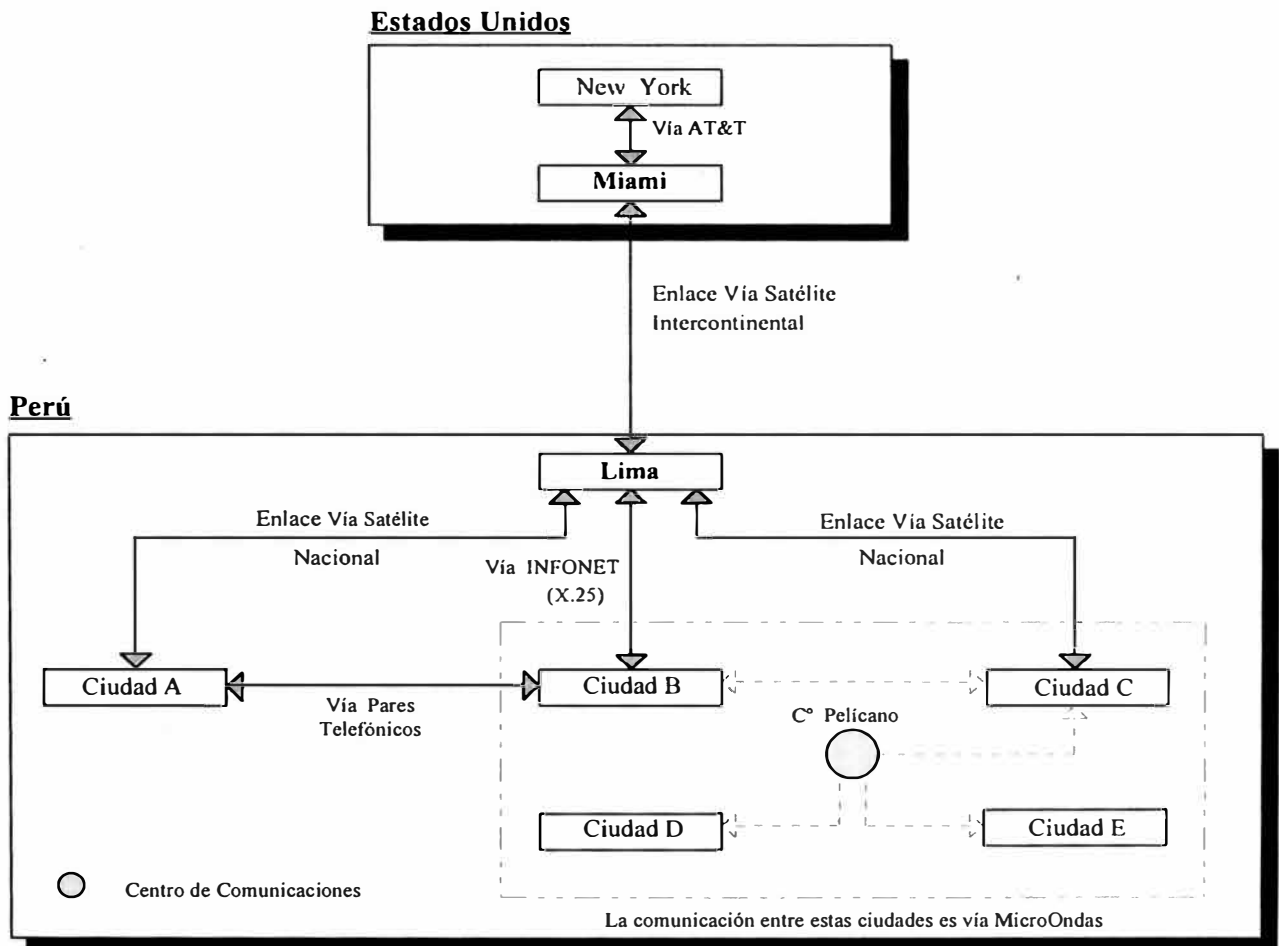 Estados Unidos
New York
Vía AT&T
Miami
Enlace Vía Satélite
Intercontinental
Perú
Lima
Enlace Vía Satélite
Nacional
Vía INFONET
(X.25)
Enlace Vía Satélite
Nacional
Ciudad A
Vía Pares
Telefónicos
Ciudad B
Ciudad C
Cº Pelícano
Ciudad D
Ciudad E
Centro de Comunicaciones
La comunicación entre estas ciudades es vía MicroOndas